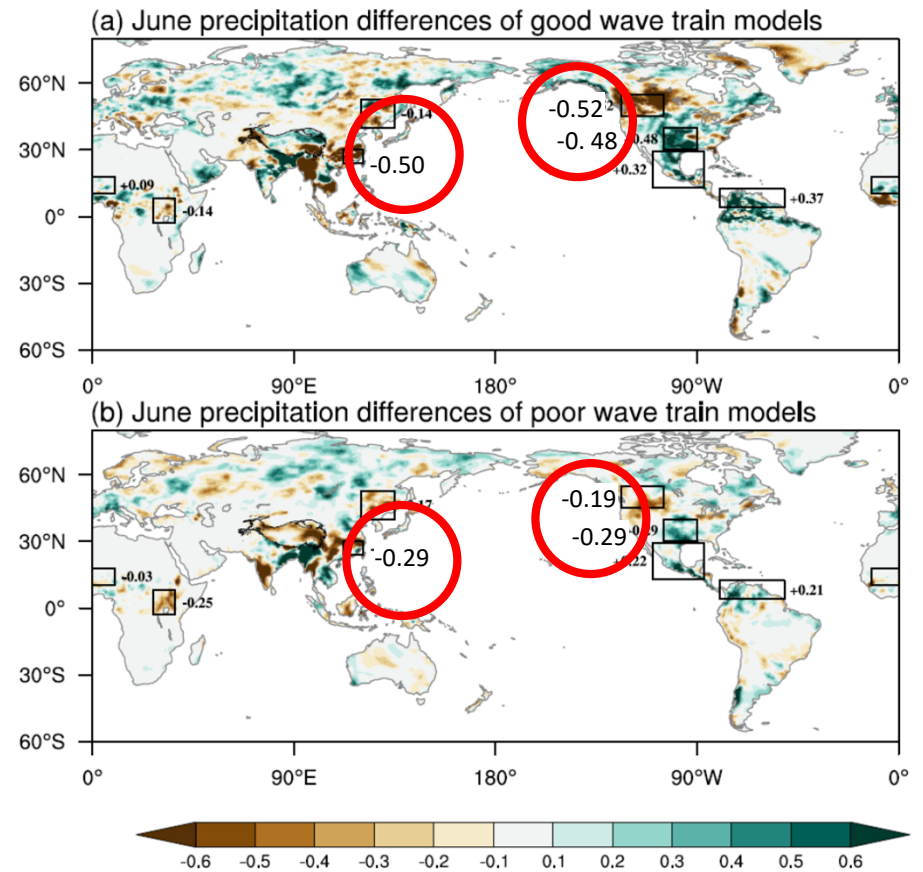 (a) June precipitation differences of good wave train models
60°N
30°N
0°
30°S
60°S
-0.14
-0.50
+0.09
-0.14
-0.52
-0. 48
+0.32
+0.37
0° 90°E 180° 90°W 0°
(b) June precipitation differences of poor wave train models
60°N
30°N
0°
30°S
60°S
-0.29
-0.03
-0.25
-0.19
-0.29
+0.21
0° 90°E 180° 90°W 0°
-0.6 -0.5 -0.4 -0.3 -0.2 -0.1 0.1 0.2 0.3 0.4 0.5 0.6